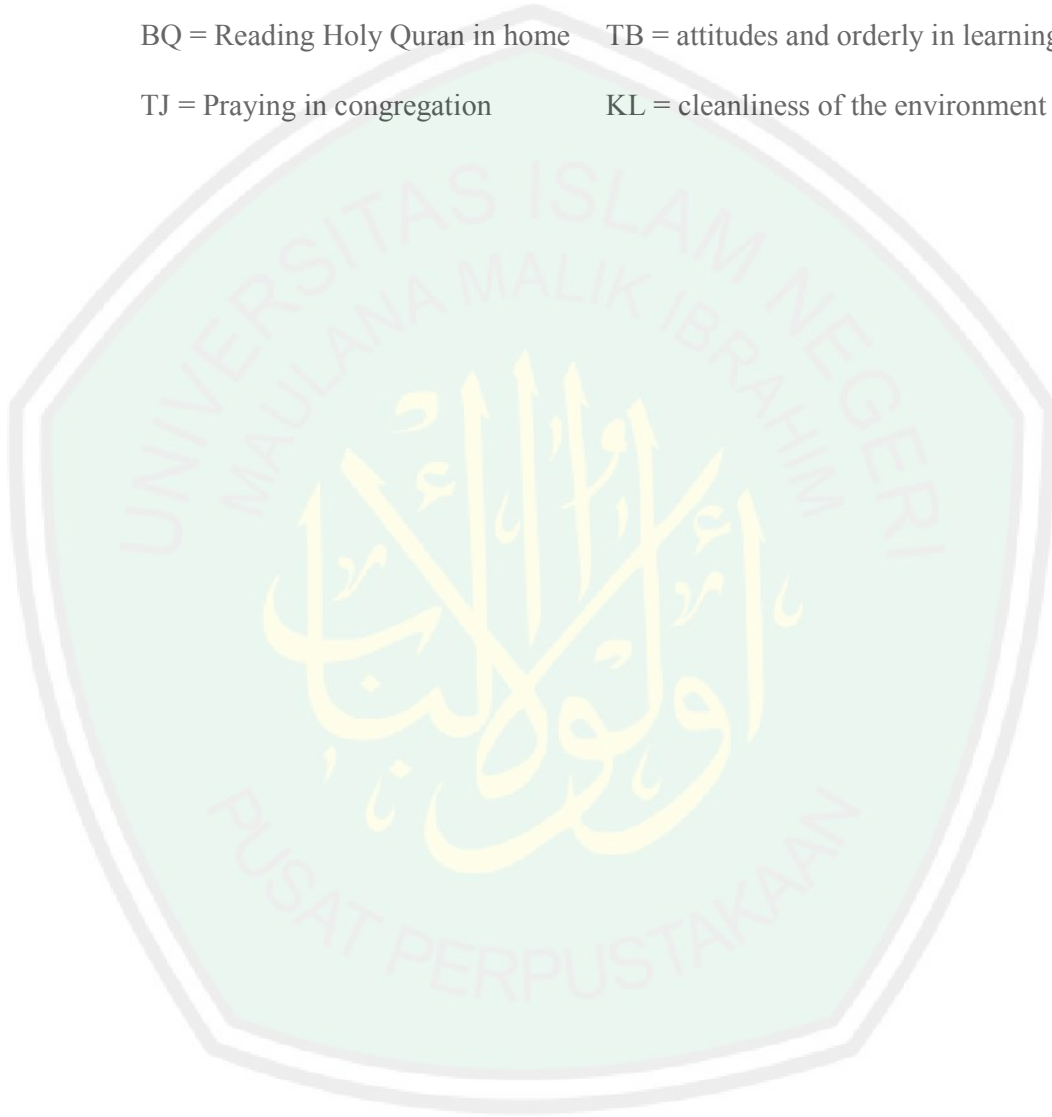 BQ = Reading Holy Quran in home TB = attitudes and orderly in learning
TJ = Praying in congregation KL = cleanliness of the environment
UNIVERSITAS ISLAM NEGERI
MAULANA MALIK IBRAHIM
أولوا الألباب
PUSAT PERPUSTAKAAN